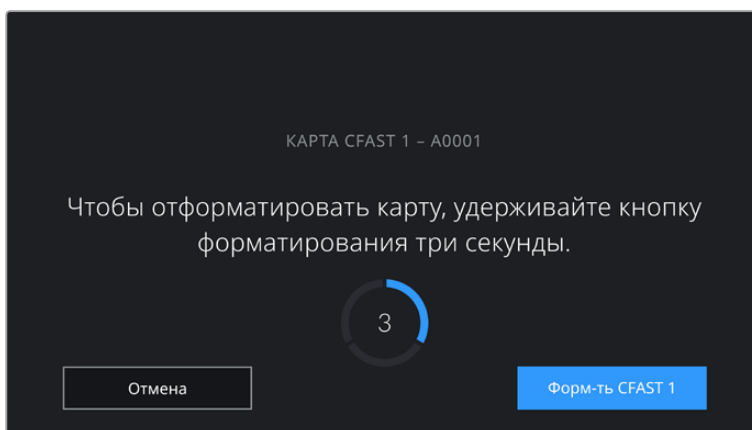 КАРТА CFAST 1 – A0001
Чтобы отформатировать карту, удерживайте кнопку
форматирования три секунды.
3
Отмена
Форм-ть CFAST 1